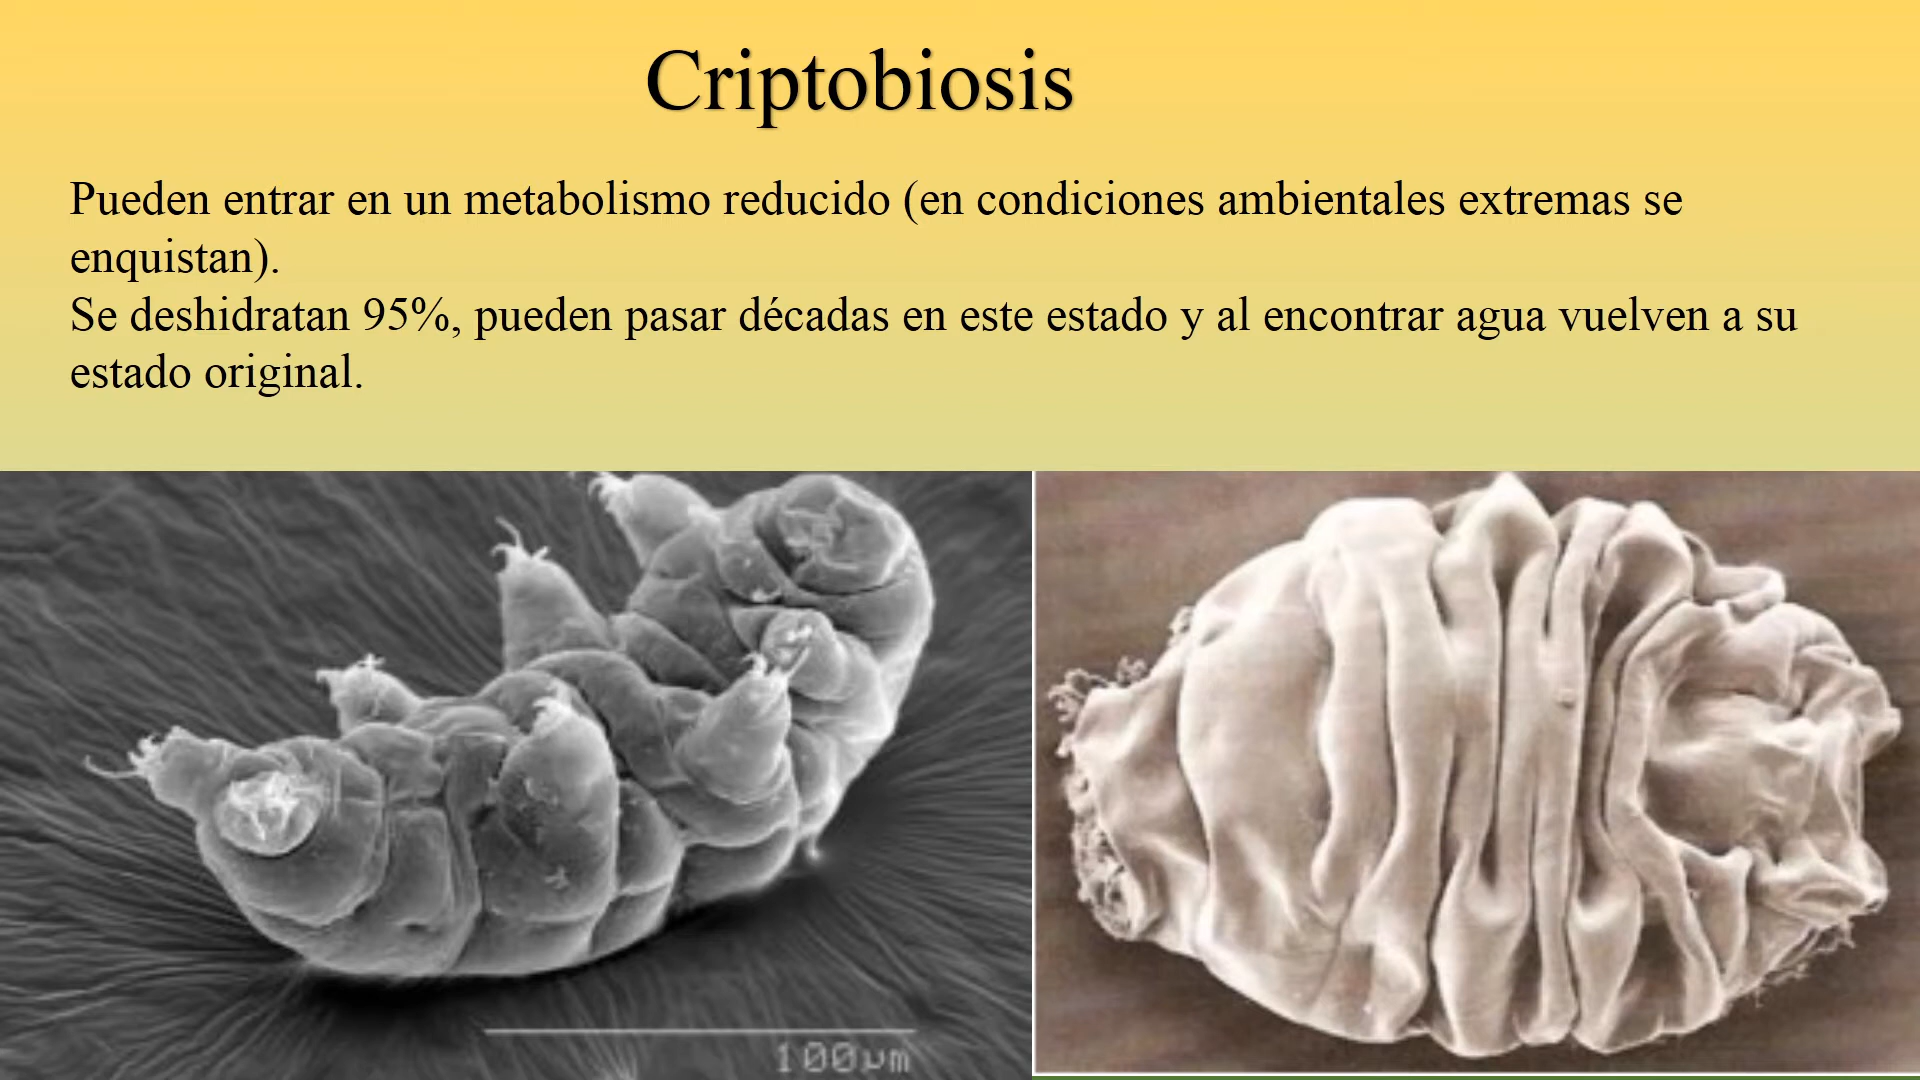 Criptobiosis
Pueden entrar en un metabolismo reducido (en condiciones ambientales extremas se
enquistan).
Se deshidratan 95%, pueden pasar décadas en este estado y al encontrar agua vuelven a su
estado original.
100µm